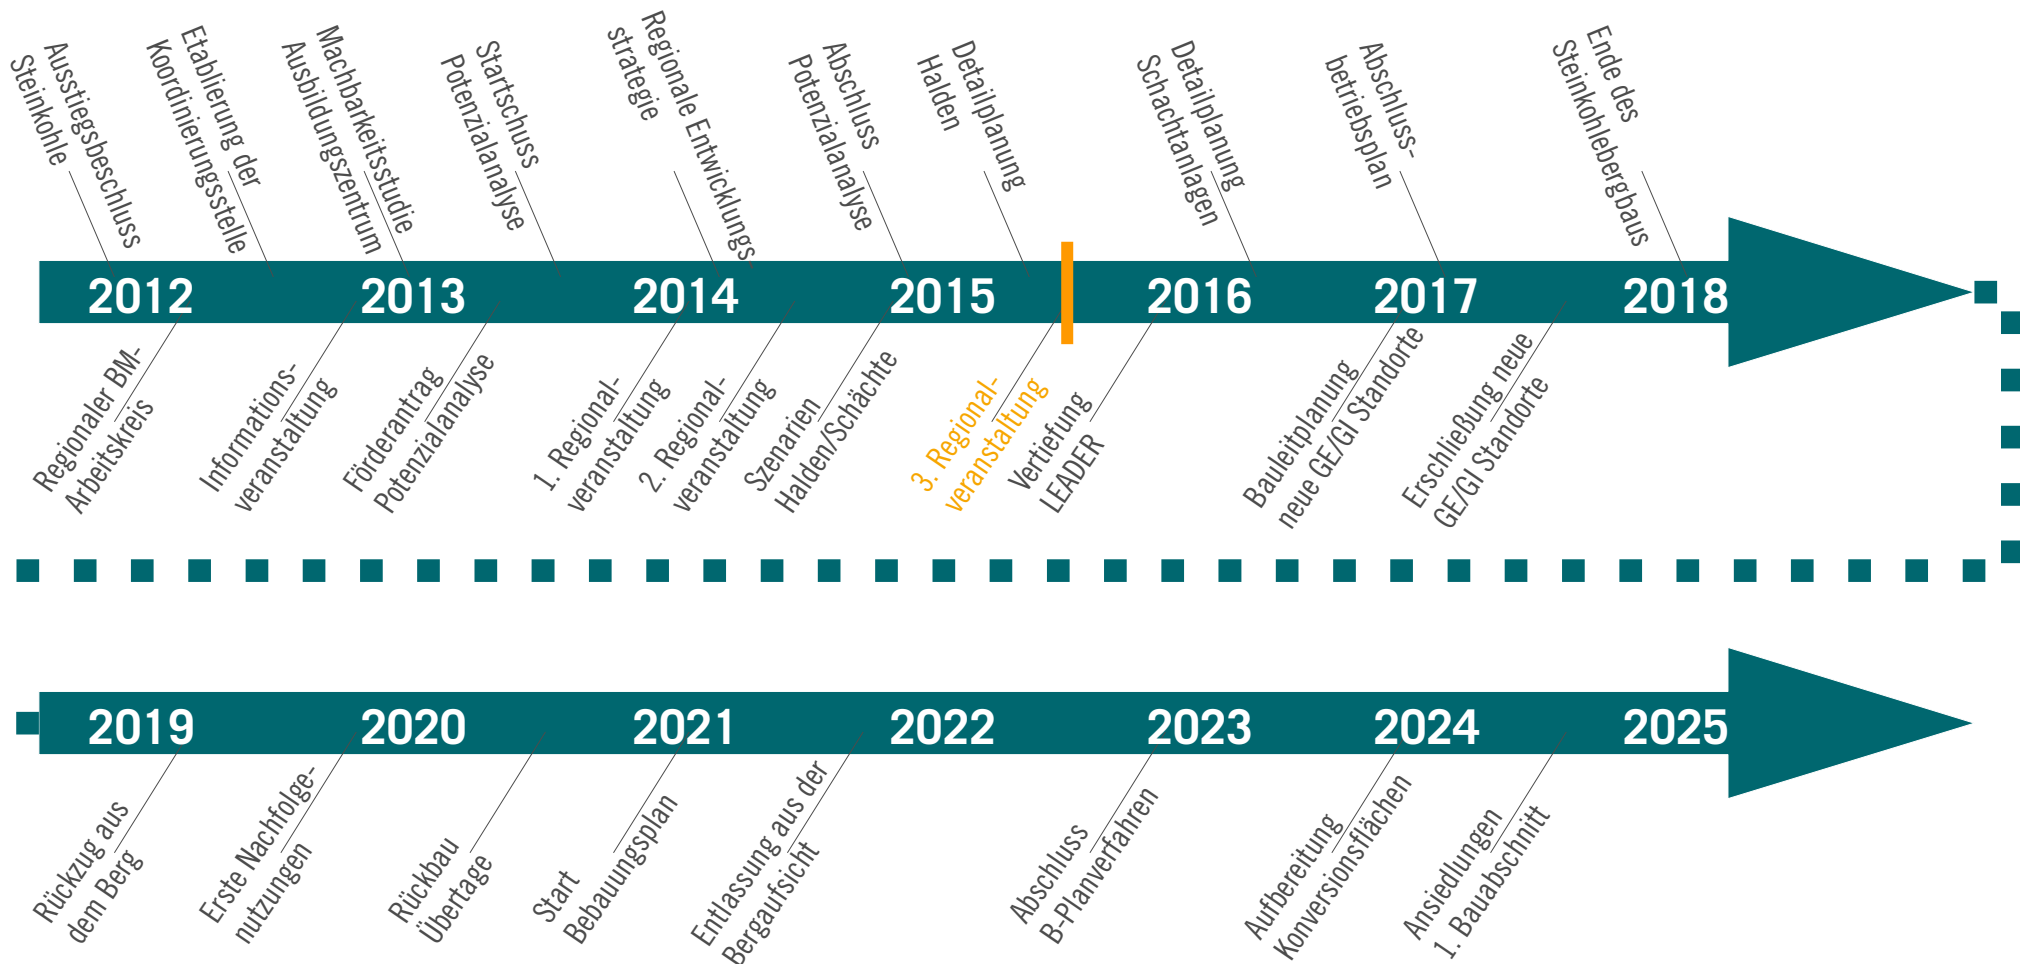 Ausstiegsbeschluss
Steinkohle
Etablierung der
Koordinierungsstelle
Machbarkeitsstudie
Ausbildungszentrum
Startschuss
Potenzialanalyse
Regionale Entwicklungs
strategie
Abschluss
Potenzialanalyse
Detailplanung
Halden
Detailplanung
Schachtanlagen
Abschluss-
betriebsplan
Ende des
Steinkohlebergbaus
2012
2013
2014
2015
2016
2017
2018
Regionaler BM-
Arbeitskreis
Informations-
veranstaltung
Förderantrag
Potenzialanalyse
1. Regional-
veranstaltung
2. Regional-
veranstaltung
Szenarien
Halden/Schächte
3. Regional-
veranstaltung
Vertiefung
LEADER
Bauleitplanung
neue GE/GI Standorte
Erschließung neue
GE/GI Standorte
2019
2020
2021
2022
2023
2024
2025
Rückzug aus
dem Berg
Erste Nachfolge-
nutzungen
Rückbau
Übertage
Start
Bebauungsplan
Entlassung aus der
Bergaufsicht
Abschluss
B-Planverfahren
Aufbereitung
Konversionsflächen
Ansiedlungen
1. Bauabschnitt